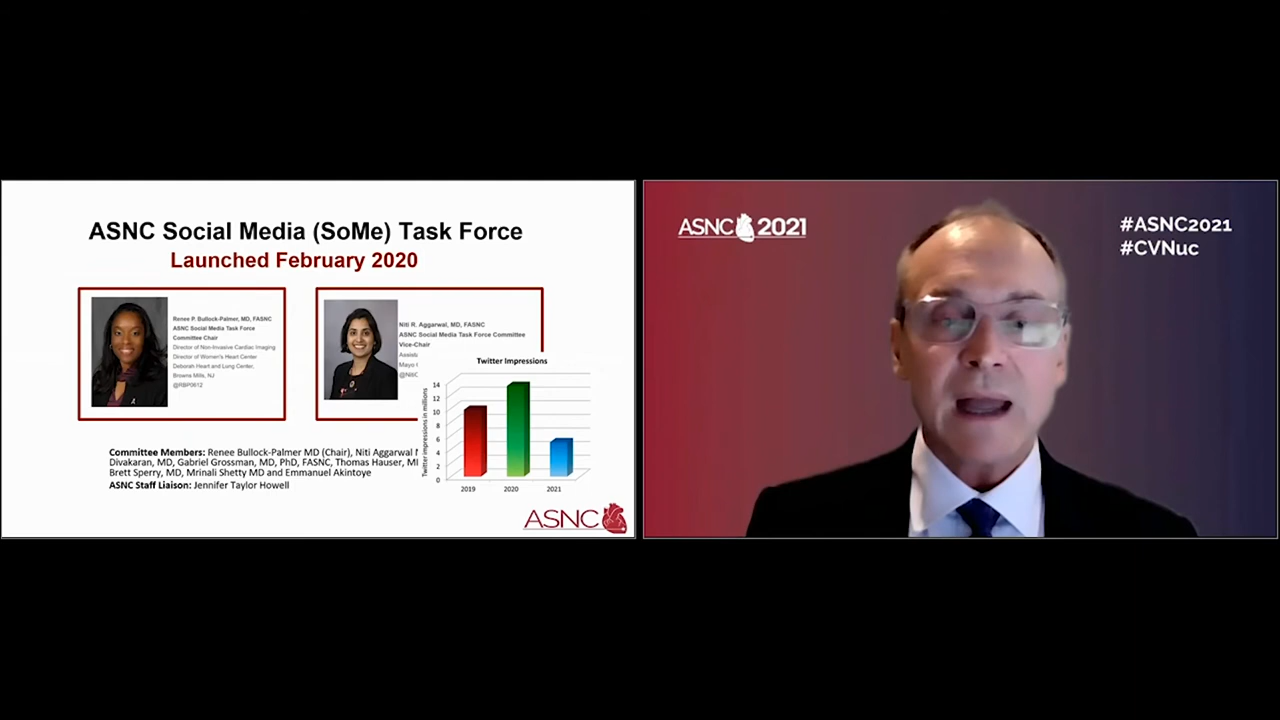 ASNC Social Media (SoMe) Task Force
Launched February 2020
Renee P. Bullock-Palmer, MD, FASNC
ASNC Social Media Task Force
Committee Chair
Director of Non-Invasive Cardiac Imaging
Director of Women's Heart Center
Deborah Heart and Lung Center,
Browns Mills, NJ
@RBP0612
Niti R. Aggarwal, MD, FASNC
ASNC Social Media Task Force Committee
Vice-Chair
Mayo
Twitter Impressions
Twitter Impressions in millions
14
12
10
8
6
4
2
0
2019 2020 2021
Committee Members: Renee Bullock-Palmer MD (Chair), Niti Aggarwal
Divakaran, MD, Gabriel Grossman, MD, PhD, FASNC, Thomas Hauser,
Brett Sperry, MD, Mrinali Shetty MD and Emmanuel Akintoye
ASNC Staff Liaison: Jennifer Taylor Howell
ASNC
ASNC 2021
#ASNC2021
#CVNuc